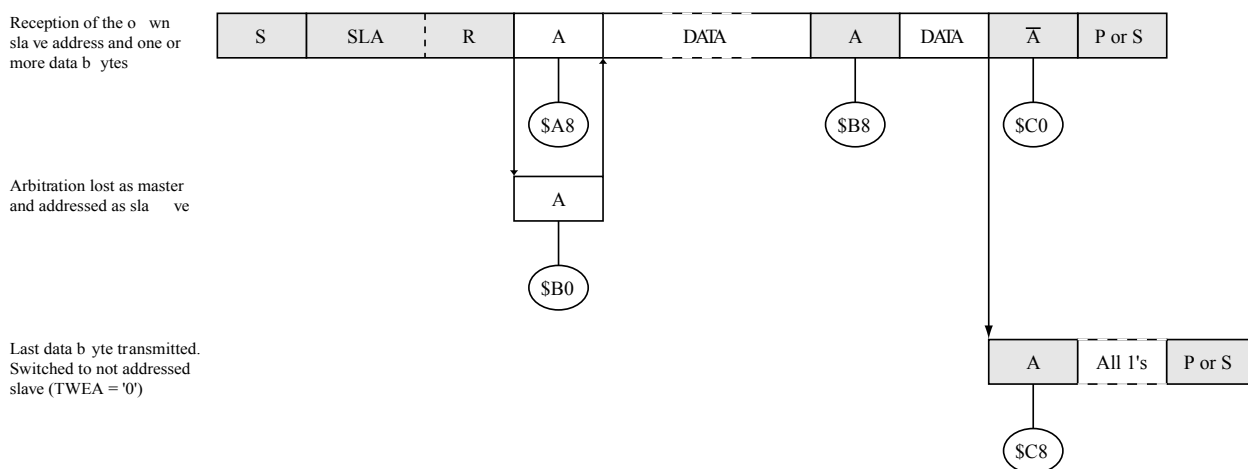 Reception of the o wn
sla ve address and one or
more data b ytes
S SLA R A DATA A DATA A̅ P or S
$A8 $B8 $C0
Arbitration lost as master
and addressed as sla ve
A
$B0
Last data b yte transmitted.
Switched to not addressed
slave (TWEA = '0')
A All 1's P or S
$C8